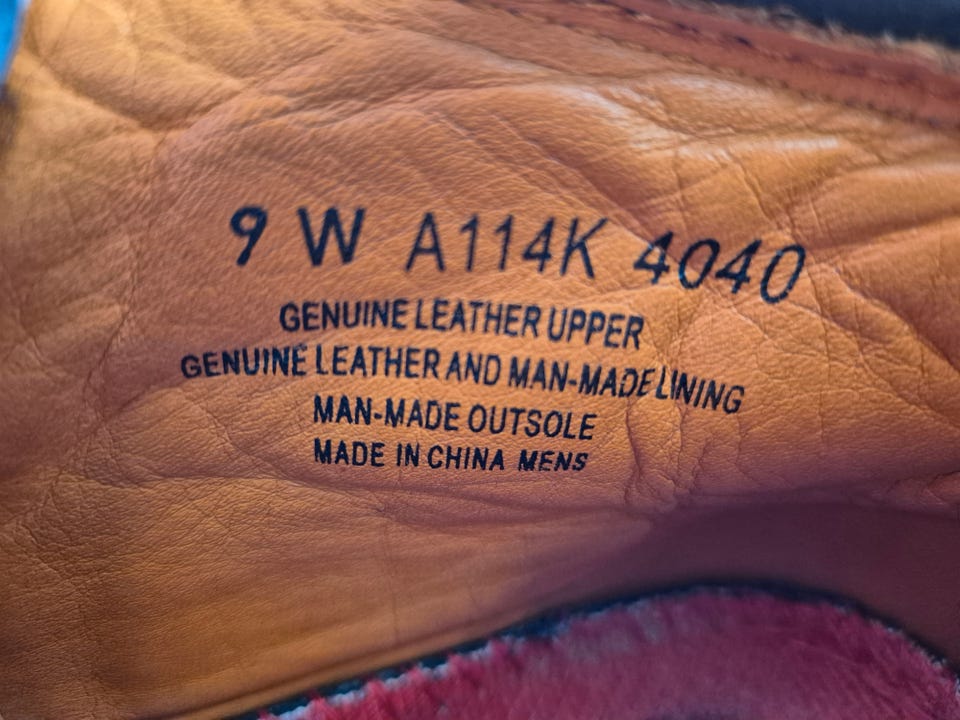 9 W A114K 4040
GENUINE LEATHER UPPER
GENUINE LEATHER AND MAN-MADE LINING
MAN-MADE OUTSOLE
MADE IN CHINA MENS